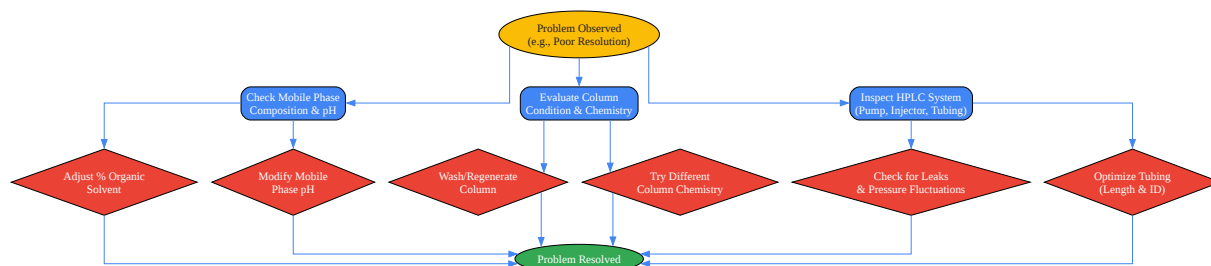 Problem Observed
(e.g., Poor Resolution)
Check Mobile Phase
Composition & pH
Evaluate Column
Condition & Chemistry
Inspect HPLC System
(Pump, Injector, Tubing)
Adjust % Organic
Solvent
Modify Mobile
Phase pH
Wash/Regenerate
Column
Try Different
Column Chemistry
Check for Leaks
& Pressure Fluctuations
Optimize Tubing
(Length & ID)
Problem Resolved